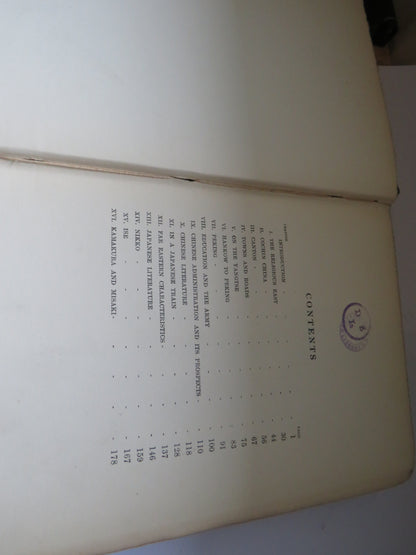 CONTENTS
CHAPTER PAGE
INTRODUCTION - 1
I. THE RELIGIOUS EAST - 30
II. COCHIN CHINA - 44
III. CANTON - 56
IV. TOWNS AND ROADS - 67
V. ON THE YANGTSE - 75
VI. HANKOW TO PEKING - 83
VII. PEKING - 91
VIII. EDUCATION AND THE ARMY - 100
IX. CHINESE ADMINISTRATION AND ITS PROSPECTS - 110
X. CHINESE LITERATURE - 118
XI. IN A JAPANESE TRAIN - 128
XII. FAR EASTERN CHARACTERISTICS - 137
XIII. JAPANESE LITERATURE - 146
XIV. NIKKO - 159
XV. ISE - 167
XVI. KAMAKURA AND MISAKI - 178